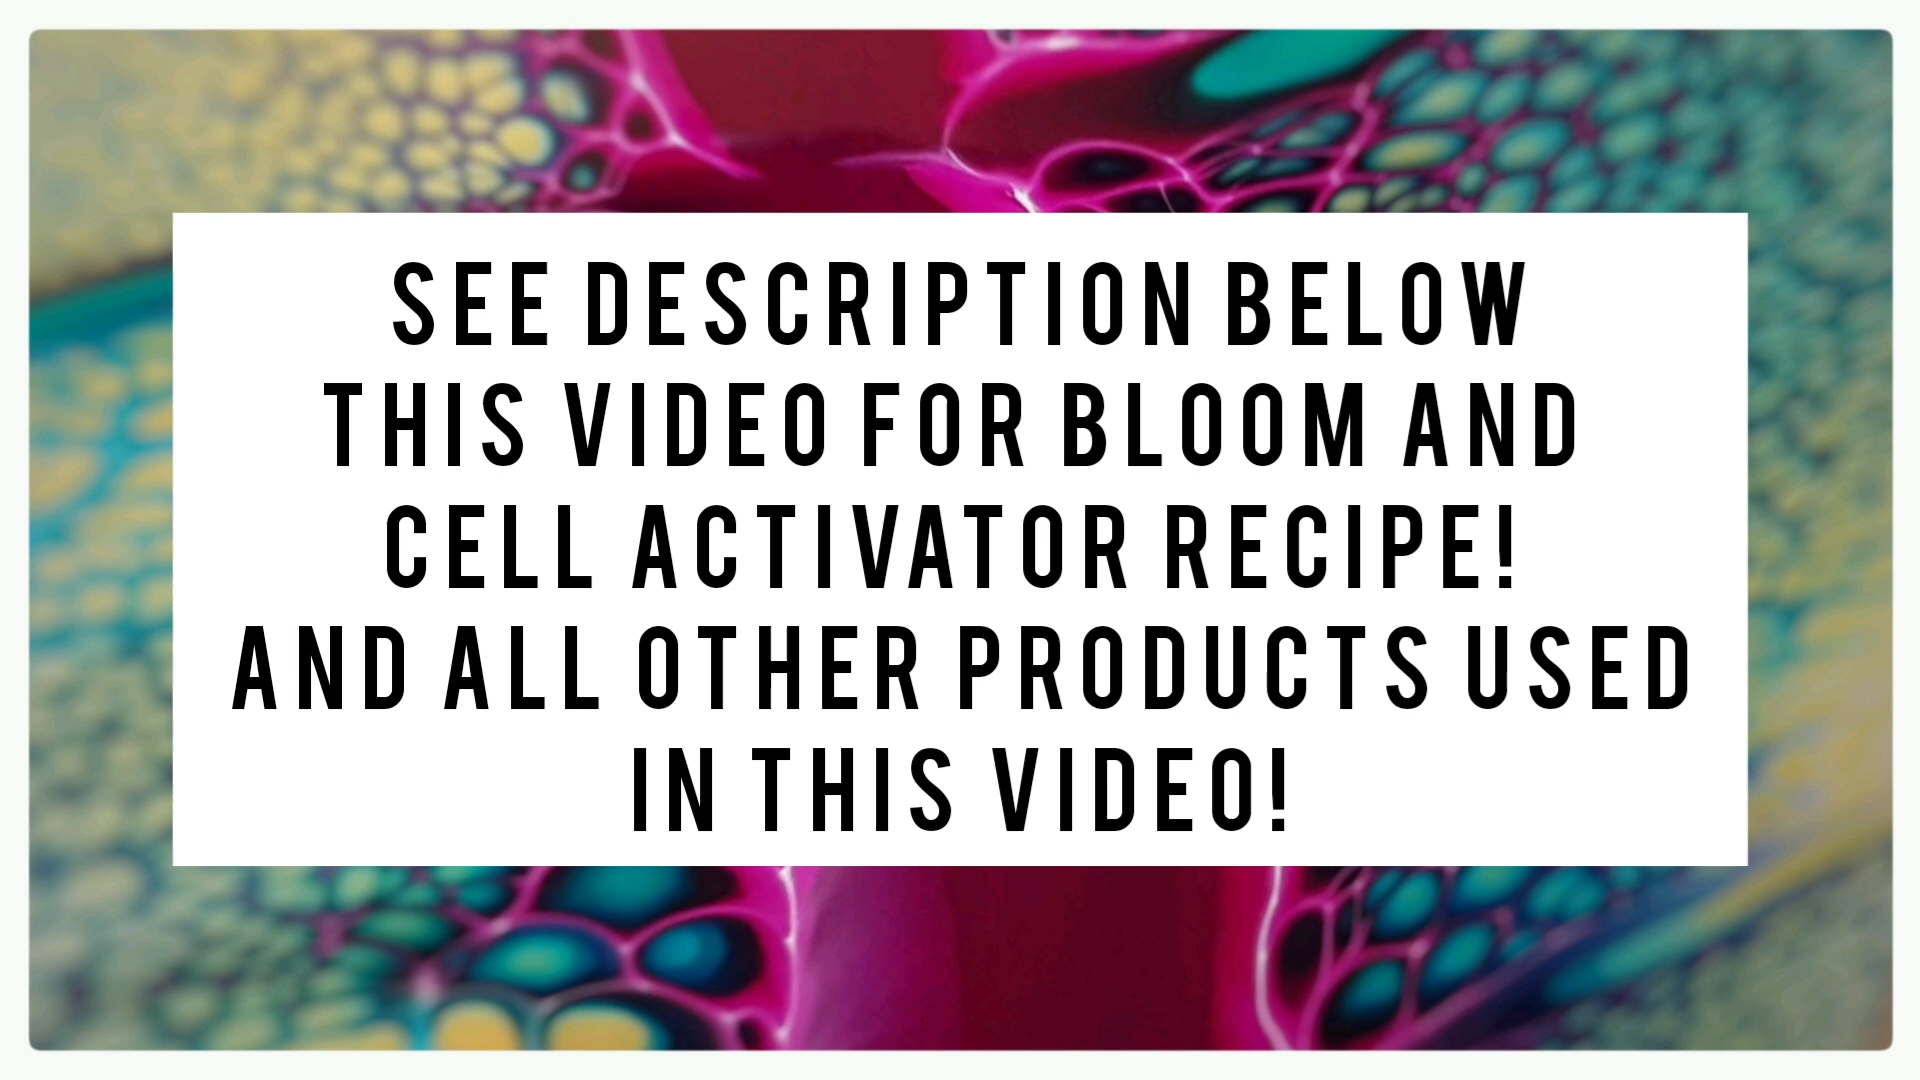 SEE DESCRIPTION BELOW
THIS VIDEO FOR BLOOM AND
CELL ACTIVATOR RECIPE!
AND ALL OTHER PRODUCTS USED
IN THIS VIDEO!